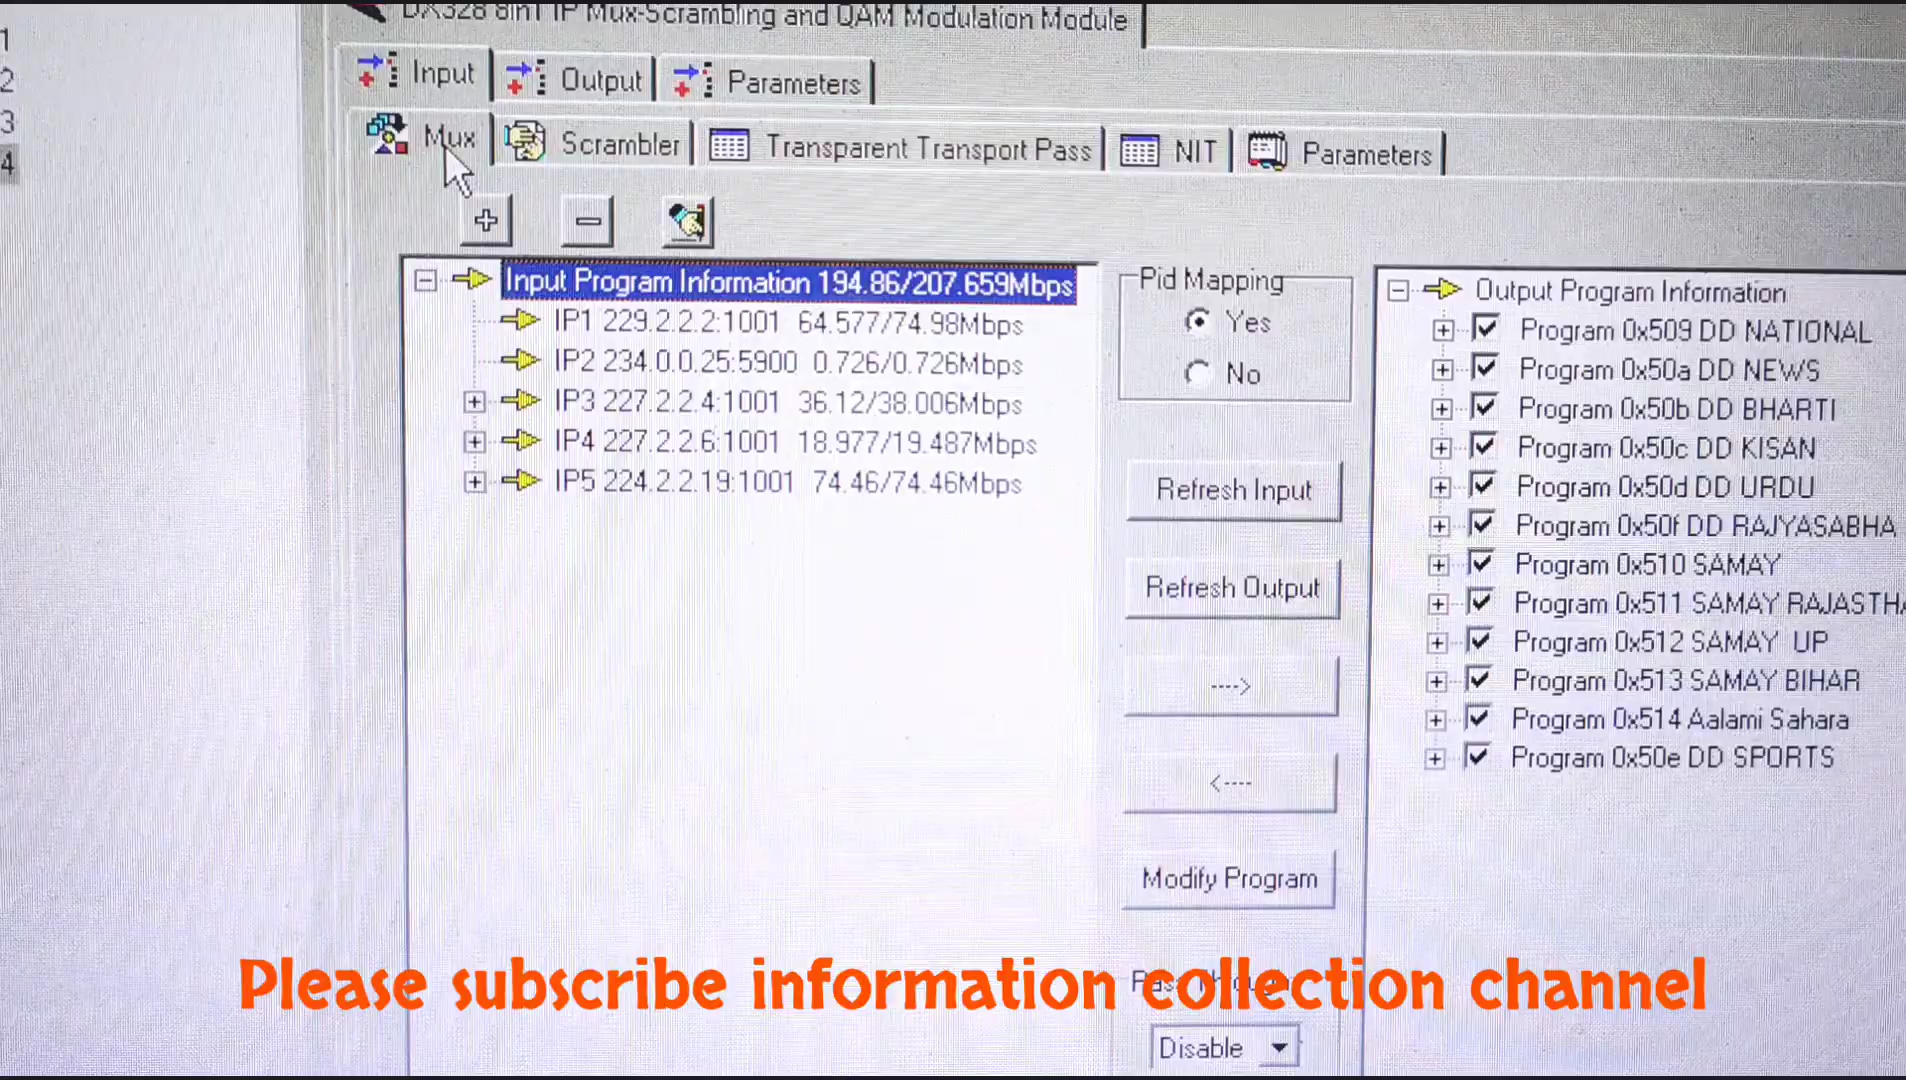 1
2
3
4
DX328 8in1 IP Mux-Scrambling and QAM Modulation Module
Input Output Parameters
Mux Scrambler Transparent Transport Pass NIT Parameters
Input Program Information 194.86/207.659Mbps
IP1 229.2.2.2:1001 64.577/74.98Mbps
IP2 234.0.0.25:5900 0.726/0.726Mbps
IP3 227.2.2.4:1001 36.12/38.006Mbps
IP4 227.2.2.6:1001 18.977/19.487Mbps
IP5 224.2.2.19:1001 74.46/74.46Mbps
Pid Mapping
Yes
No
Refresh Input
Refresh Output
---->
<----
Modify Program
Disable
Output Program Information
Program 0x509 DD NATIONAL
Program 0x50a DD NEWS
Program 0x50b DD BHARTI
Program 0x50c DD KISAN
Program 0x50d DD URDU
Program 0x50f DD RAJYASABHA
Program 0x510 SAMAY
Program 0x511 SAMAY RAJASTHA
Program 0x512 SAMAY UP
Program 0x513 SAMAY BIHAR
Program 0x514 Aalami Sahara
Program 0x50e DD SPORTS
Please subscribe information collection channel